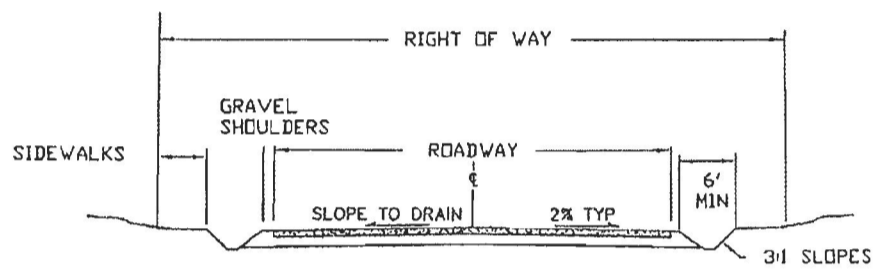 RIGHT OF WAY
GRAVEL
SHOULDERS
SIDEWALKS
ROADWAY
℄
6'
MIN
SLOPE TO DRAIN
2% TYP
3:1 SLOPES